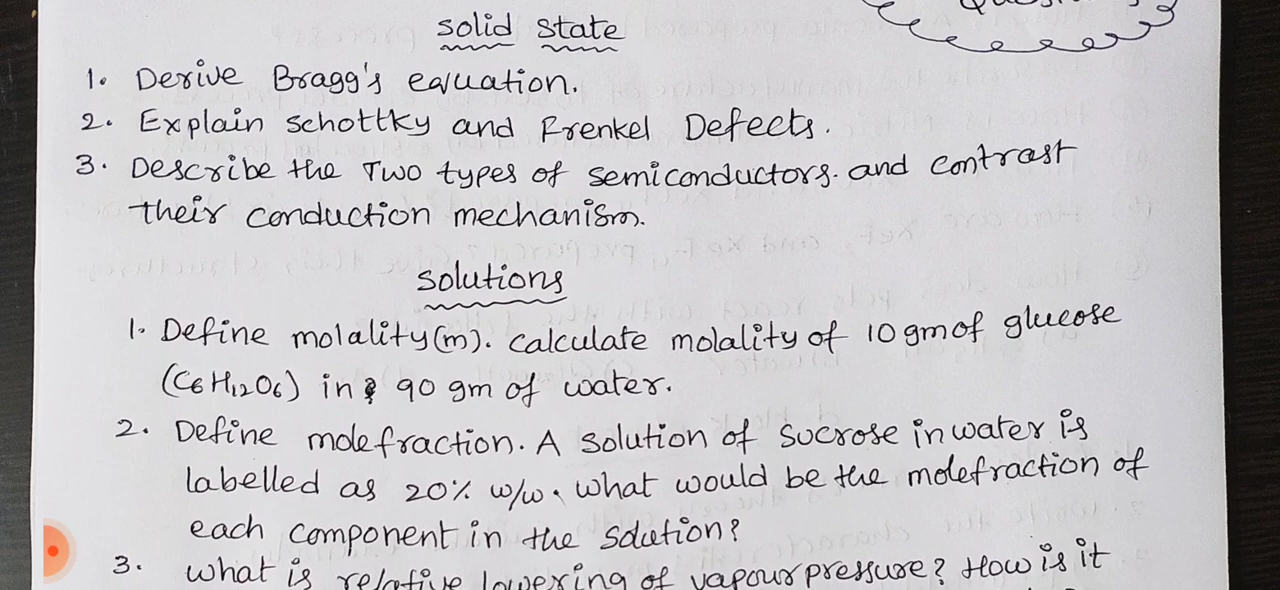 Solid State
1. Derive Bragg's equation.
2. Explain Schottky and Frenkel Defects.
3. Describe the Two types of semiconductors. and contrast
their conduction mechanism.
Solutions
1. Define molality(m). Calculate molality of 10 gm of glucose
(C6H12O6) in 90 gm of water.
2. Define molefraction. A solution of sucrose in water is
labelled as 20% w/w. what would be the molefraction of
each component in the solution?
3. what is relative lowering of vapour pressure? How is it